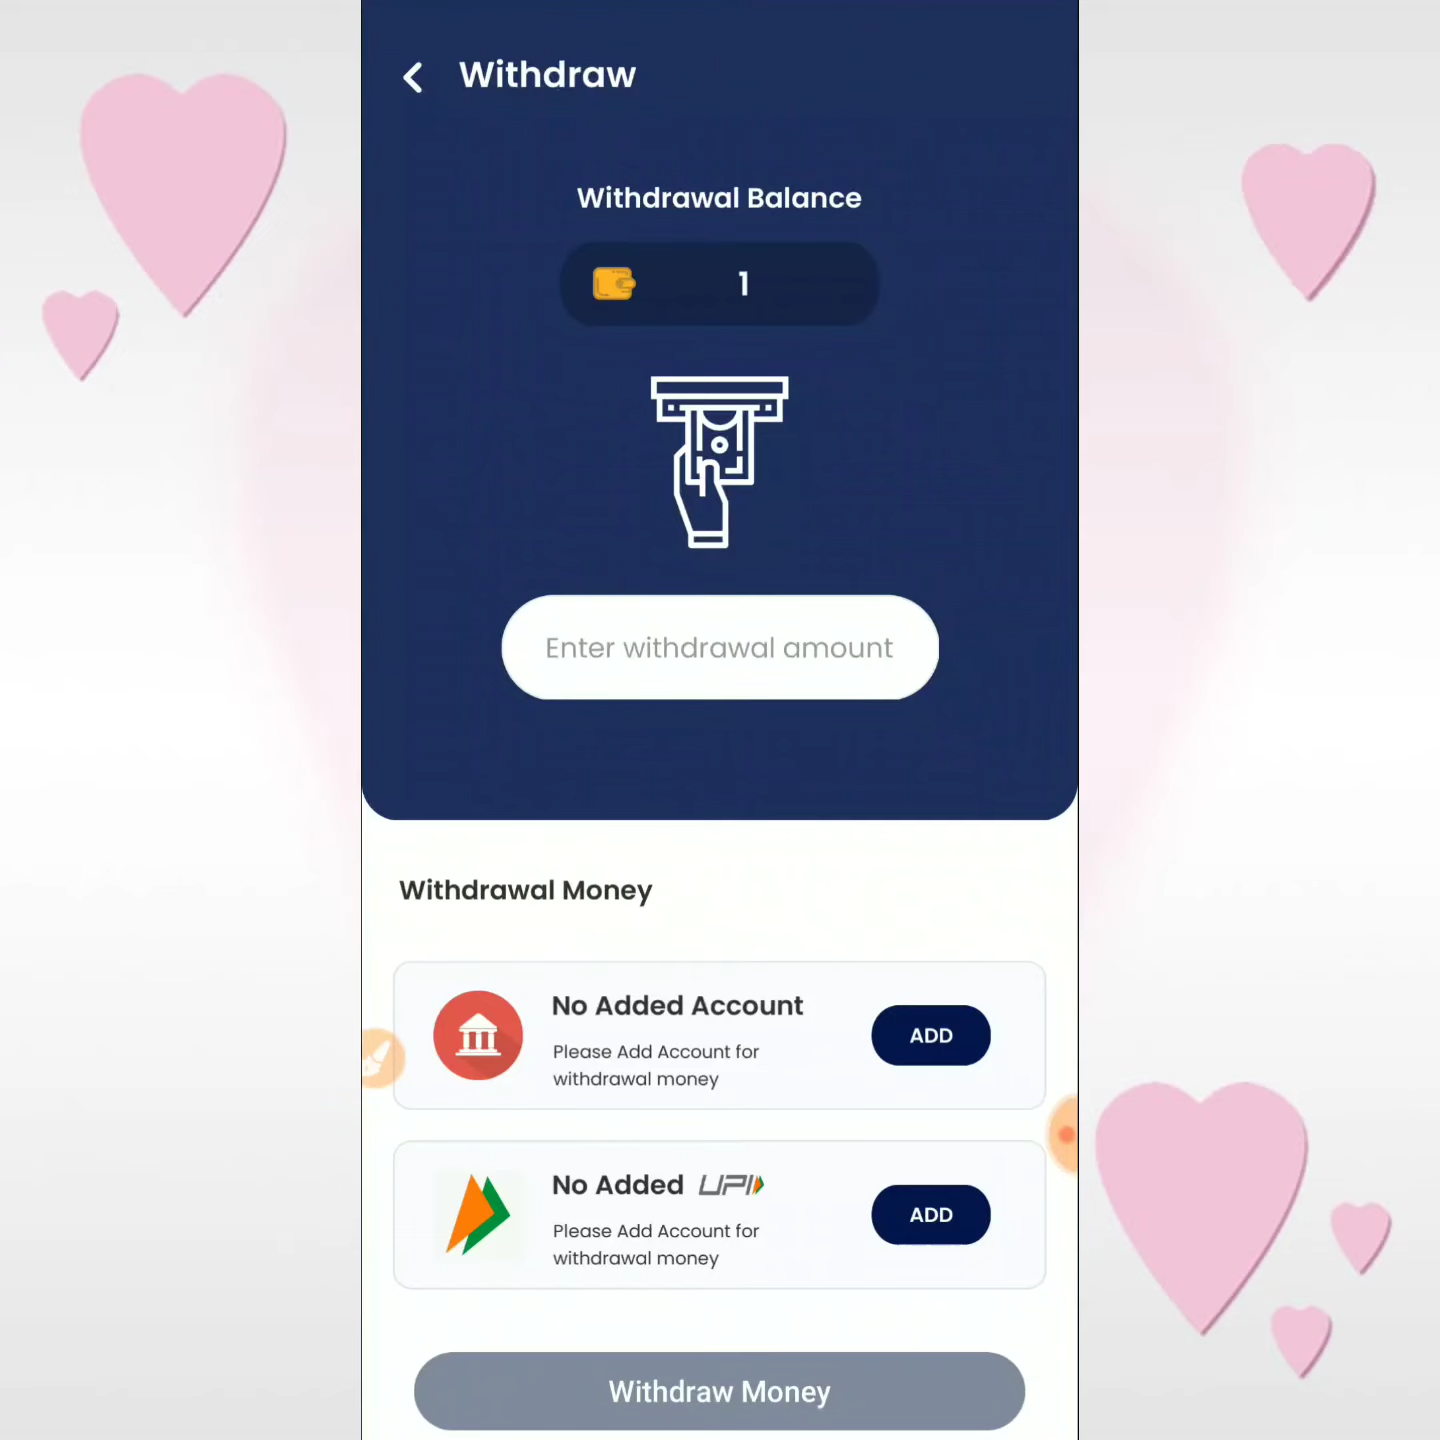 Withdraw
Withdrawal Balance
1
Enter withdrawal amount
Withdrawal Money
No Added Account
Please Add Account for
withdrawal money
ADD
No Added UPI
Please Add Account for
withdrawal money
ADD
Withdraw Money